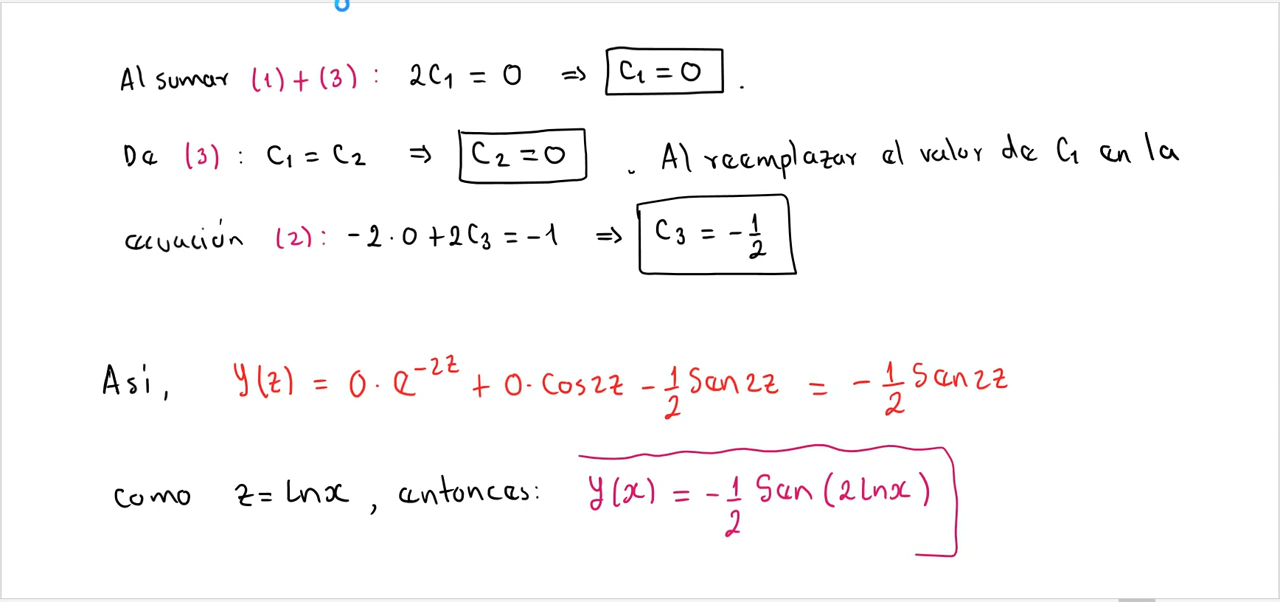 Al sumar (1)+(3): 2C₁ = 0 ⇒ C₁ = 0 .
De (3): C₁ = C₂ ⇒ C₂ = 0 . Al reemplazar el valor de C₁ en la
ecuación (2): -2·0+2C₃ = -1 ⇒ C₃ = -1/2
Así, y(z) = 0·e^(-2z) + 0·Cos2z - 1/2 Sen2z = -1/2 Sen2z
como z = Lnx, entonces: y(x) = -1/2 Sen(2Lnx)